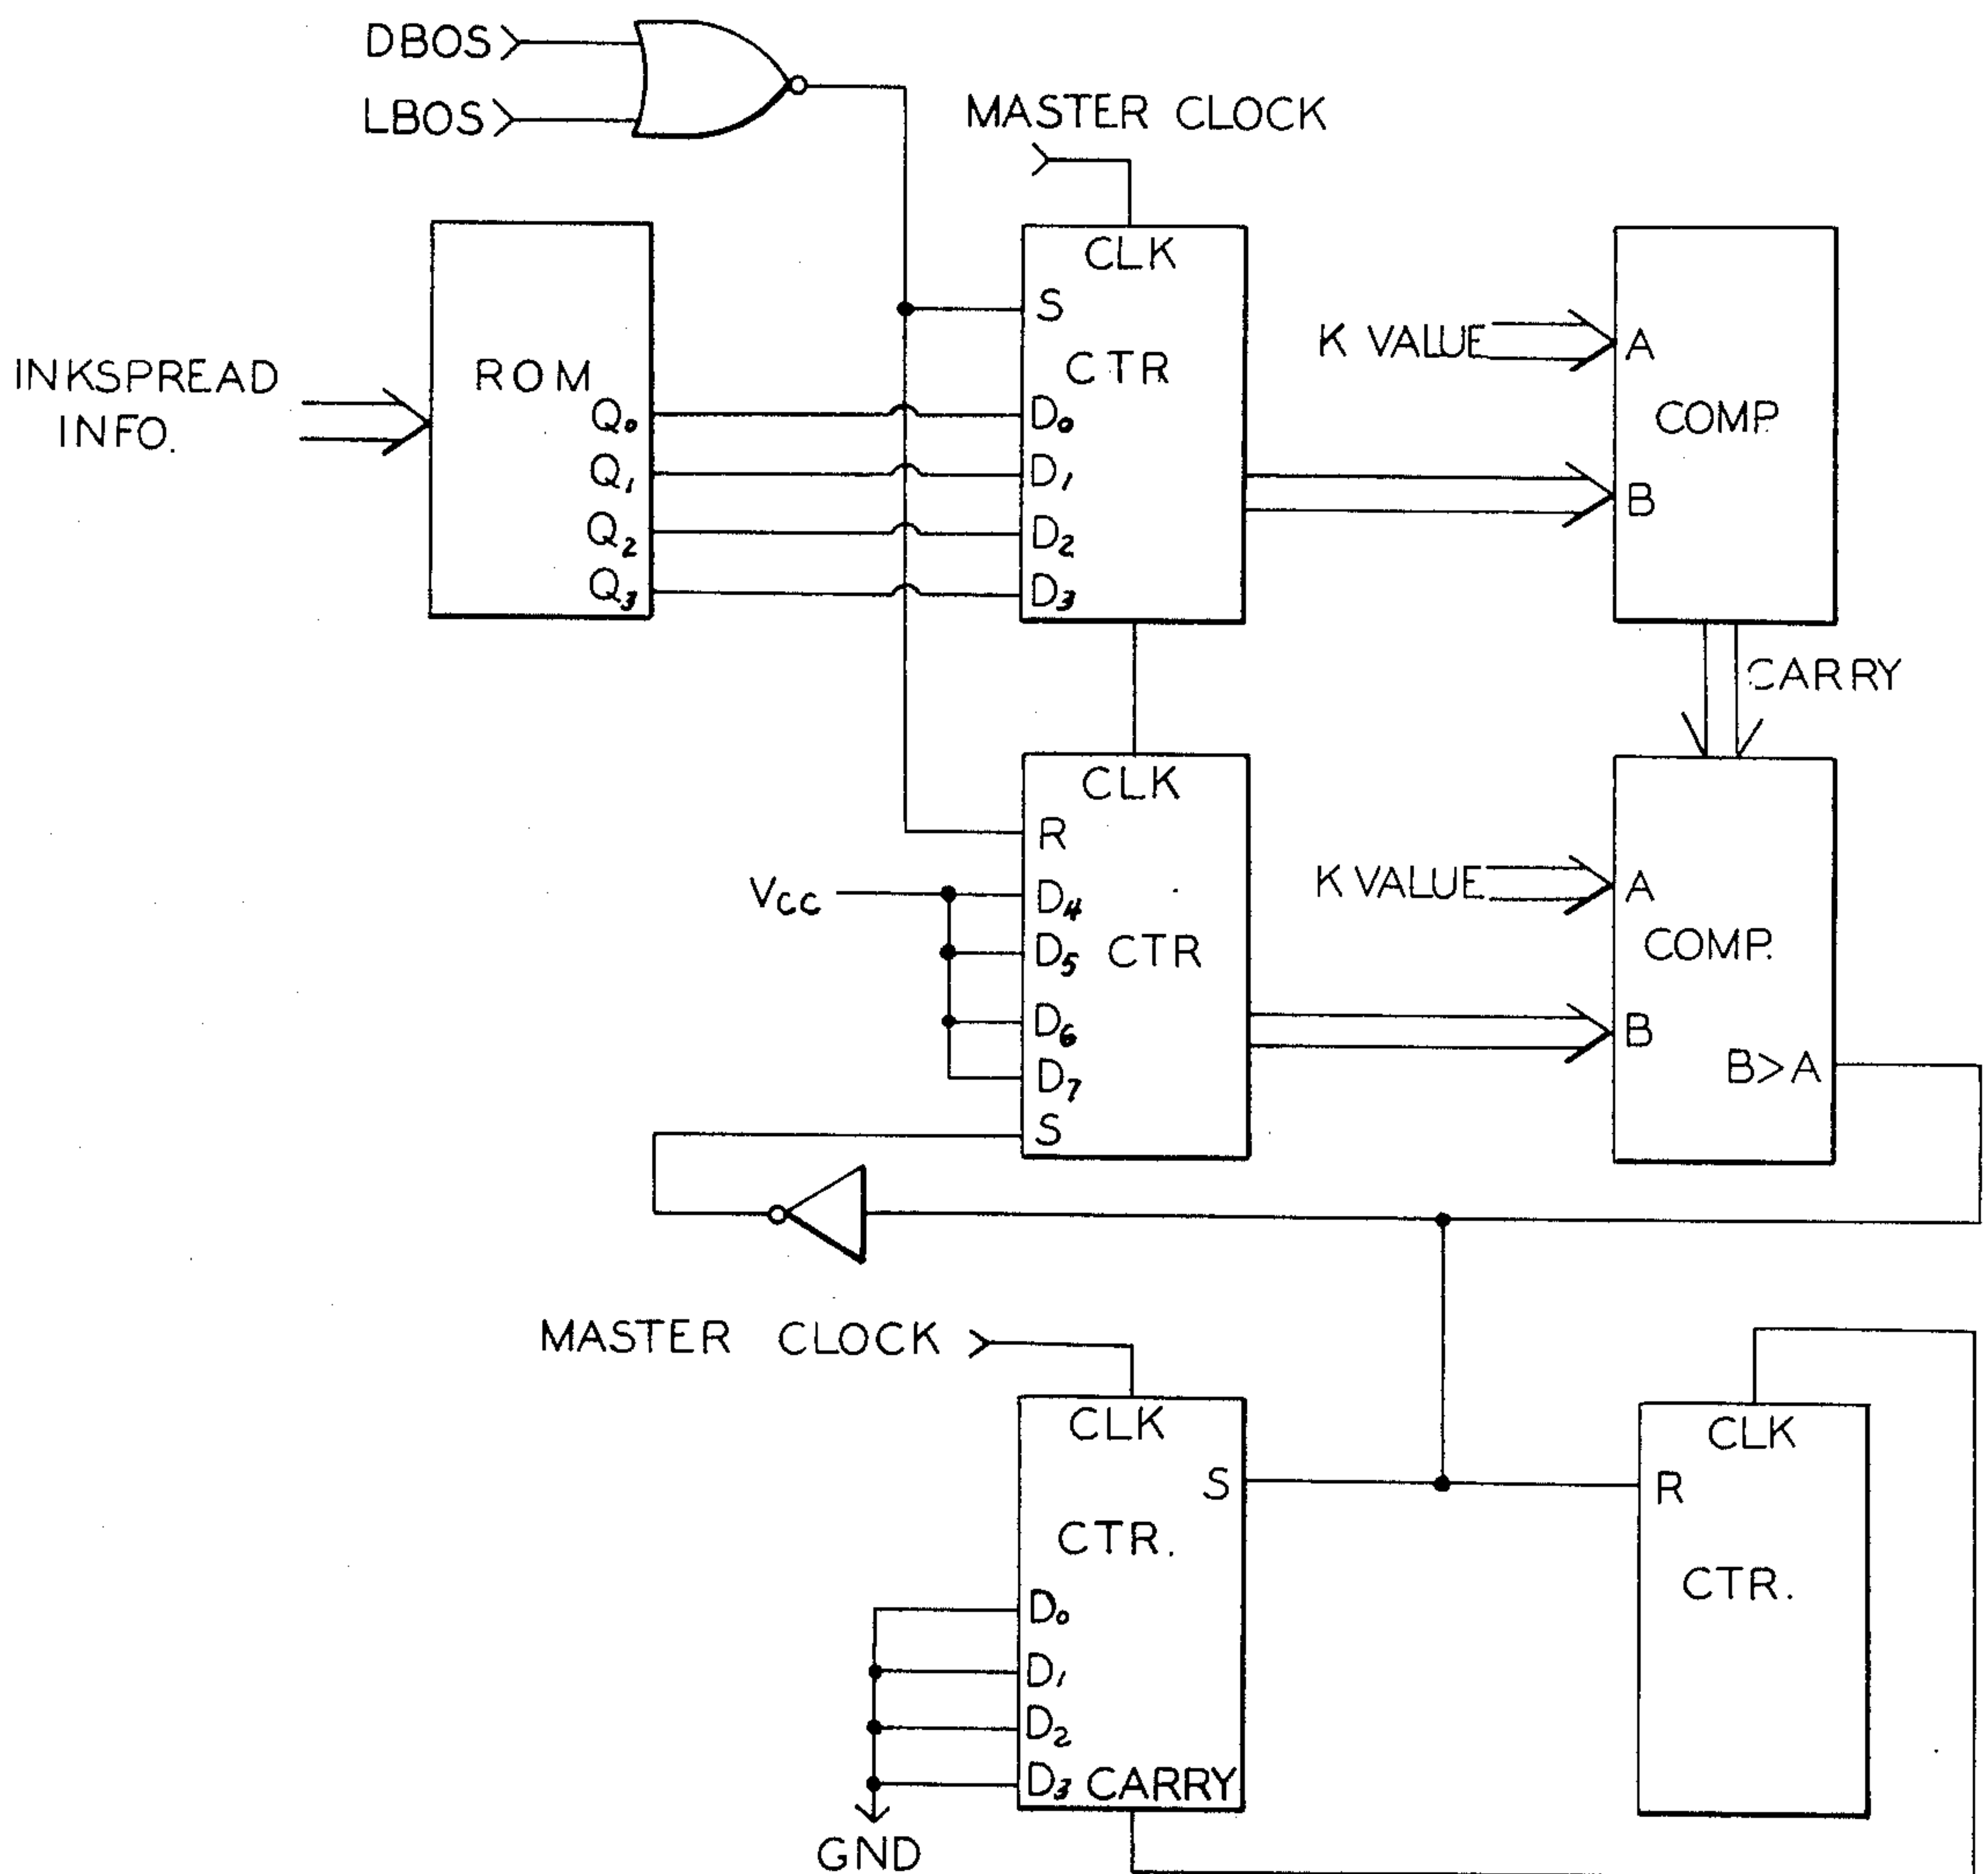 DBOS
LBOS
MASTER CLOCK
INKSPREAD
INFO.
ROM
Q0
Q1
Q2
Q3
CLK
S
CTR
D0
D1
D2
D3
K VALUE
A
COMP
B
CARRY
CLK
R
VCC
D4
D5 CTR
D6
D7
S
K VALUE
A
COMP.
B
B>A
MASTER CLOCK
CLK
S
CTR.
D0
D1
D2
D3 CARRY
GND
CLK
R
CTR.